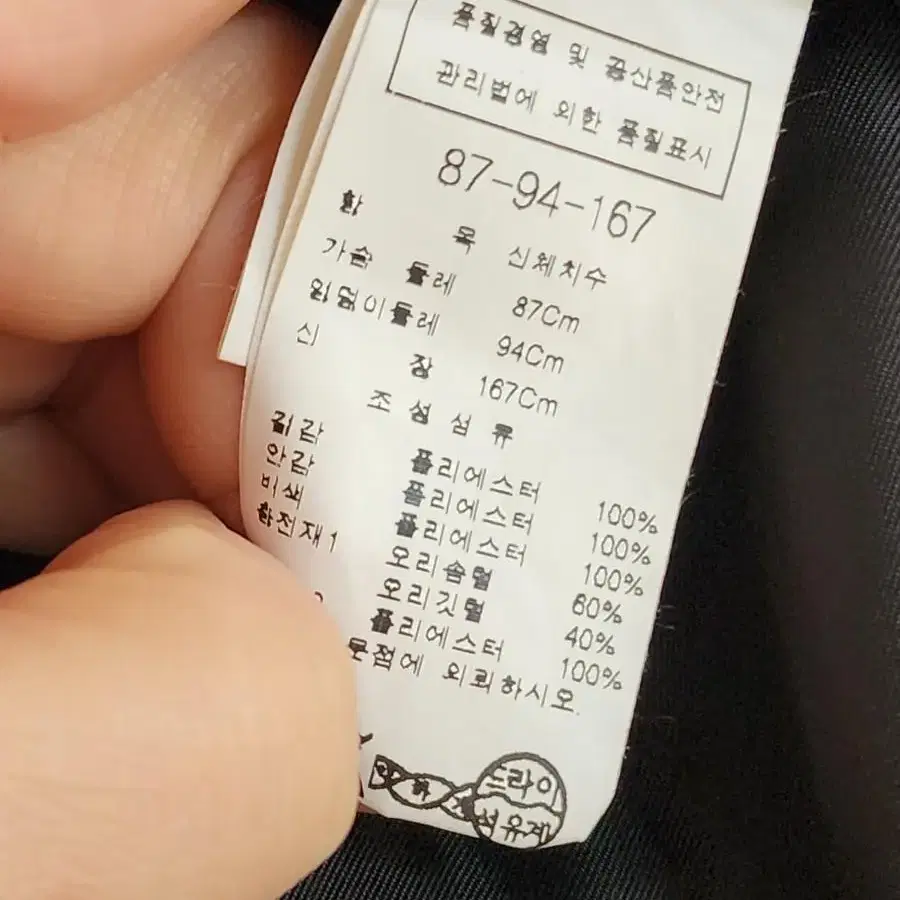 품질경영 및 공산품안전
관리법에 의한 품질표시
87-94-167
항 목 신체치수
가슴 둘레 87Cm
엉덩이둘레 94Cm
신 장 167Cm
조 성 섬 유
겉감 폴리에스터 100%
안감 폴리에스터 100%
배색 폴리에스터 100%
충전재1 오리솜털 60%
오리깃털 40%
폴리에스터 100%
문점에 의뢰하시오.
드라이
석유계